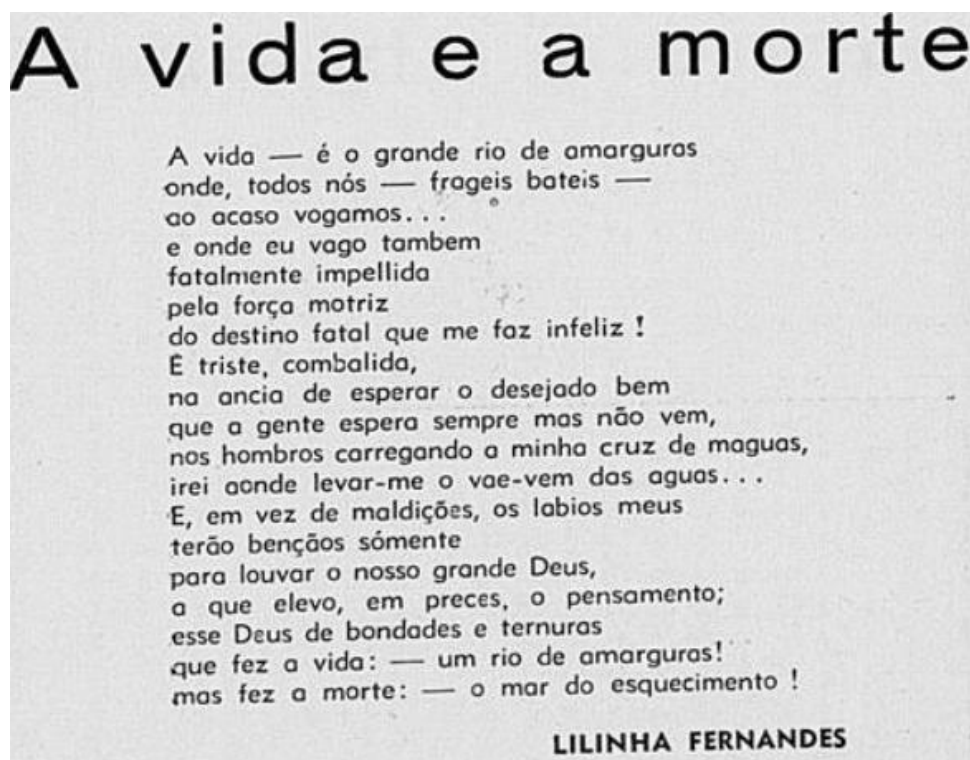 A vida e a morte
A vida — é o grande rio de amarguras
onde, todos nós — frageis bateis —
ao acaso vogamos...
e onde eu vago tambem
fatalmente impellida
pela força motriz
do destino fatal que me faz infeliz !
E triste, combalida,
na ancia de esperar o desejado bem
que a gente espera sempre mas não vem,
nos hombros carregando a minha cruz de maguas,
irei aonde levar-me o vae-vem das aguas...
E, em vez de maldições, os labios meus
terão bençãos sómente
para louvar o nosso grande Deus,
a que elevo, em preces, o pensamento;
esse Deus de bondades e ternuras
que fez a vida: — um rio de amarguras!
mas fez a morte: — o mar do esquecimento !
LILINHA FERNANDES